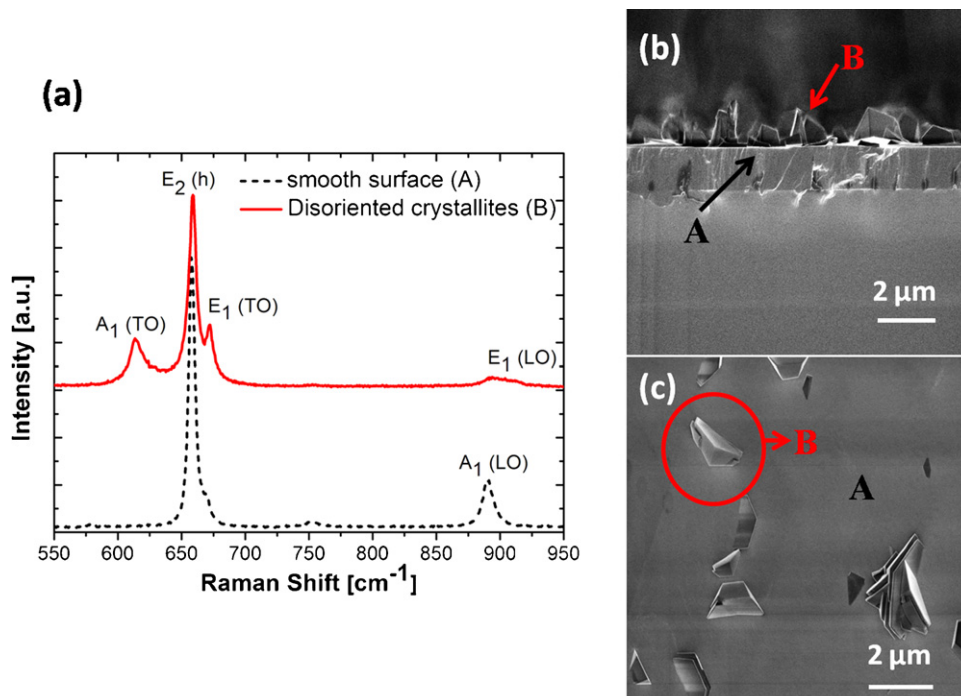 (a)
E2 (h)
smooth surface (A)
Disoriented crystallites (B)
A1 (TO)
E1 (TO)
E1 (LO)
A1 (LO)
Intensity [a.u.]
550 600 650 700 750 800 850 900 950
Raman Shift [cm-1]
(b)
B
A
2 µm
(c)
B
A
2 µm